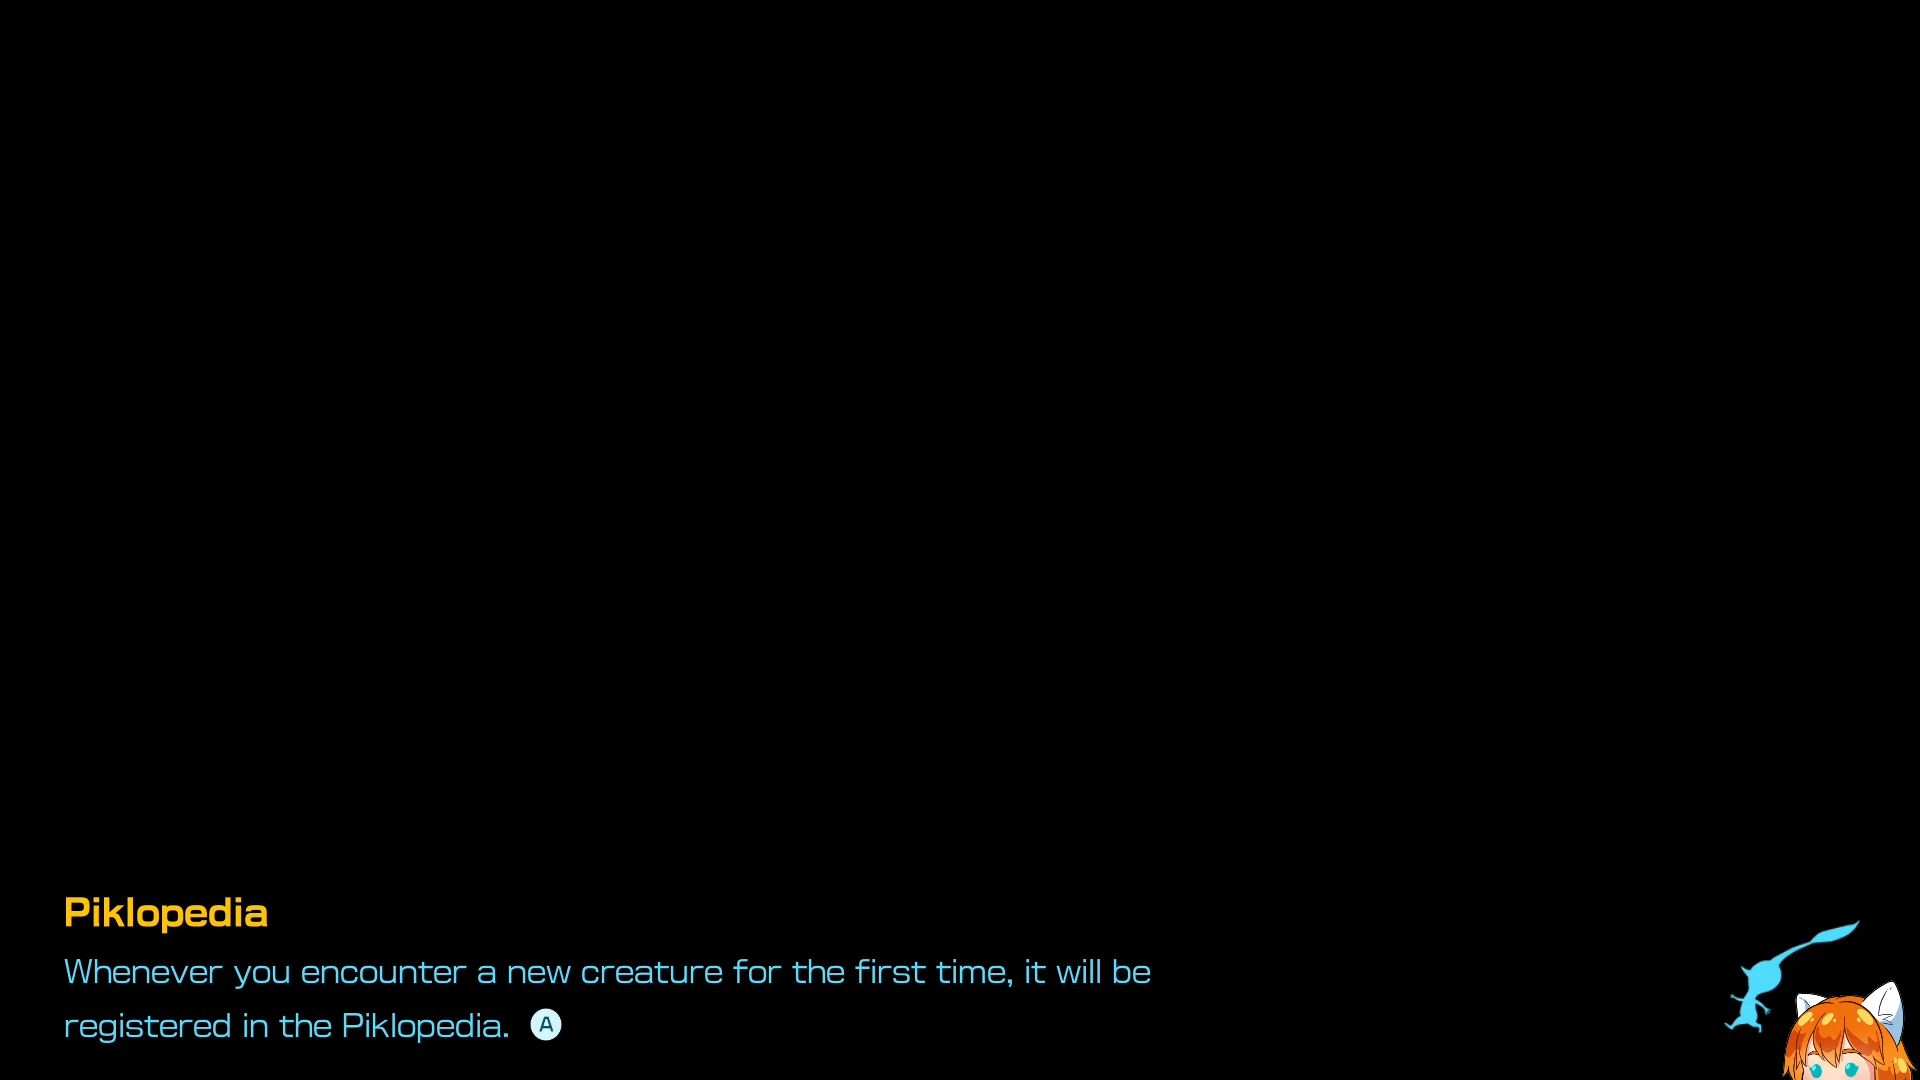 Piklopedia
Whenever you encounter a new creature for the first time, it will be
registered in the Piklopedia. A